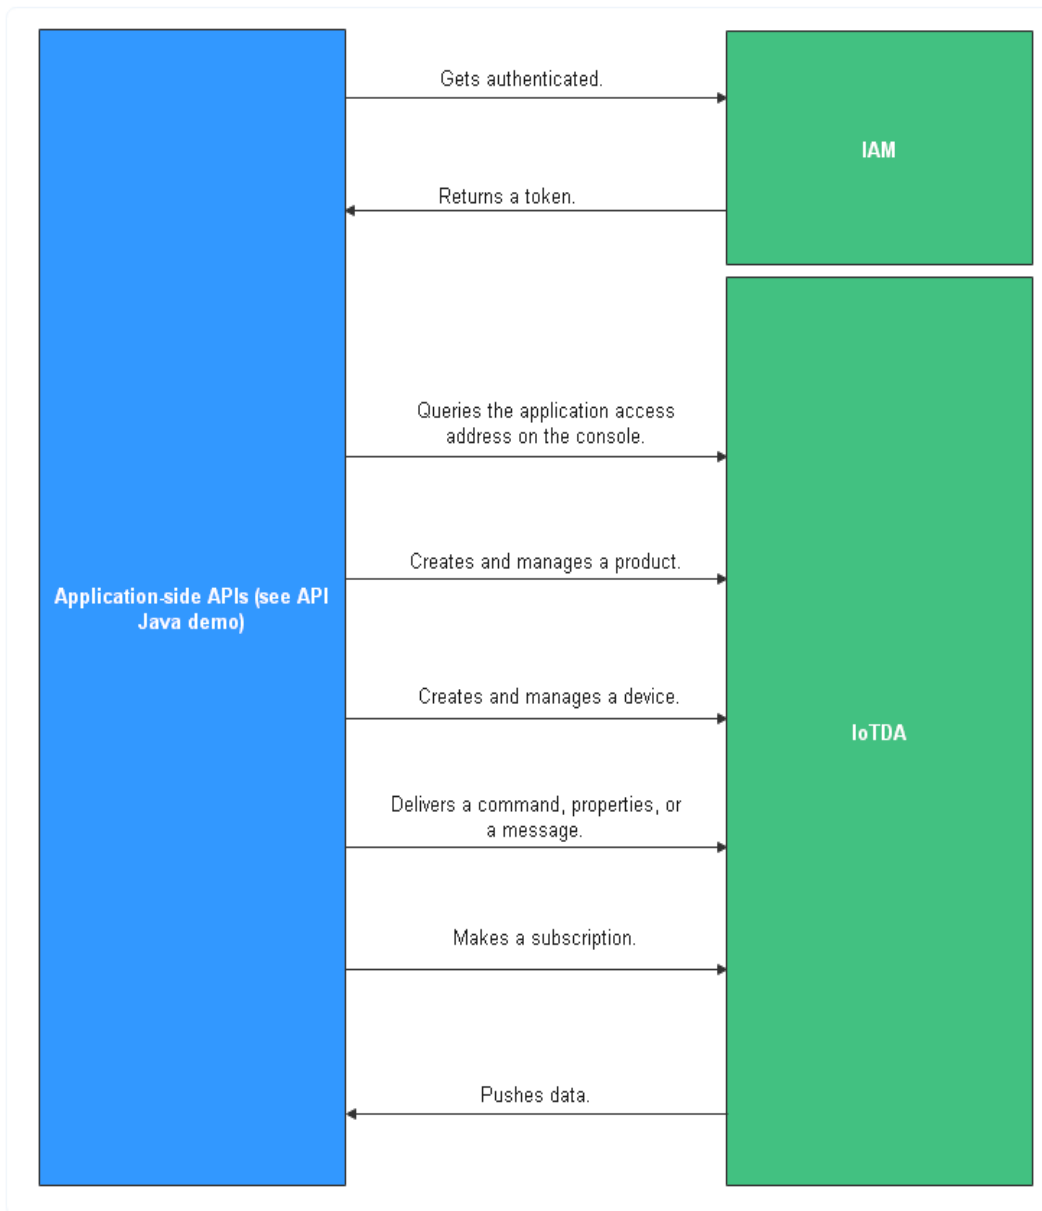 Gets authenticated.
IAM
Returns a token.
Queries the application access
address on the console.
Creates and manages a product.
Application-side APIs (see API
Java demo)
Creates and manages a device.
IoTDA
Delivers a command, properties, or
a message.
Makes a subscription.
Pushes data.